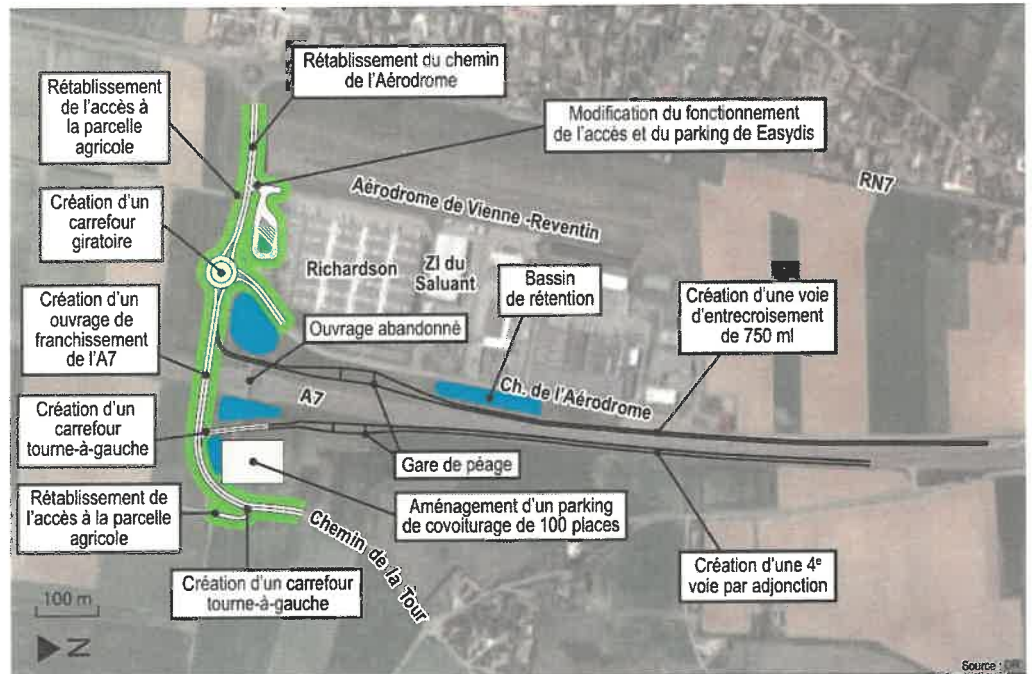 Rétablissement du chemin
de l'Aérodrome
Rétablissement
de l'accès à
la parcelle
agricole
Modification du fonctionnement
de l'accès et du parking de Easydis
RN7
Aérodrome de Vienne -Reventin
Création d'un
carrefour
giratoire
Richardson
ZI du
Saluant
Bassin
de rétention
Création d'une voie
d'entrecroisement
de 750 ml
Création d'un
ouvrage de
franchissement
de l'A7
Ouvrage abandonné
A7
Ch. de l'Aérodrome
Création d'un
carrefour
tourne-à-gauche
Gare de péage
Rétablissement de
l'accès à la parcelle
agricole
Aménagement d'un parking
de covoiturage de 100 places
Chemin de la Tour
Création d'une 4e
voie par adjonction
Création d'un carrefour
tourne-à-gauche
100 m
N
Source : DR